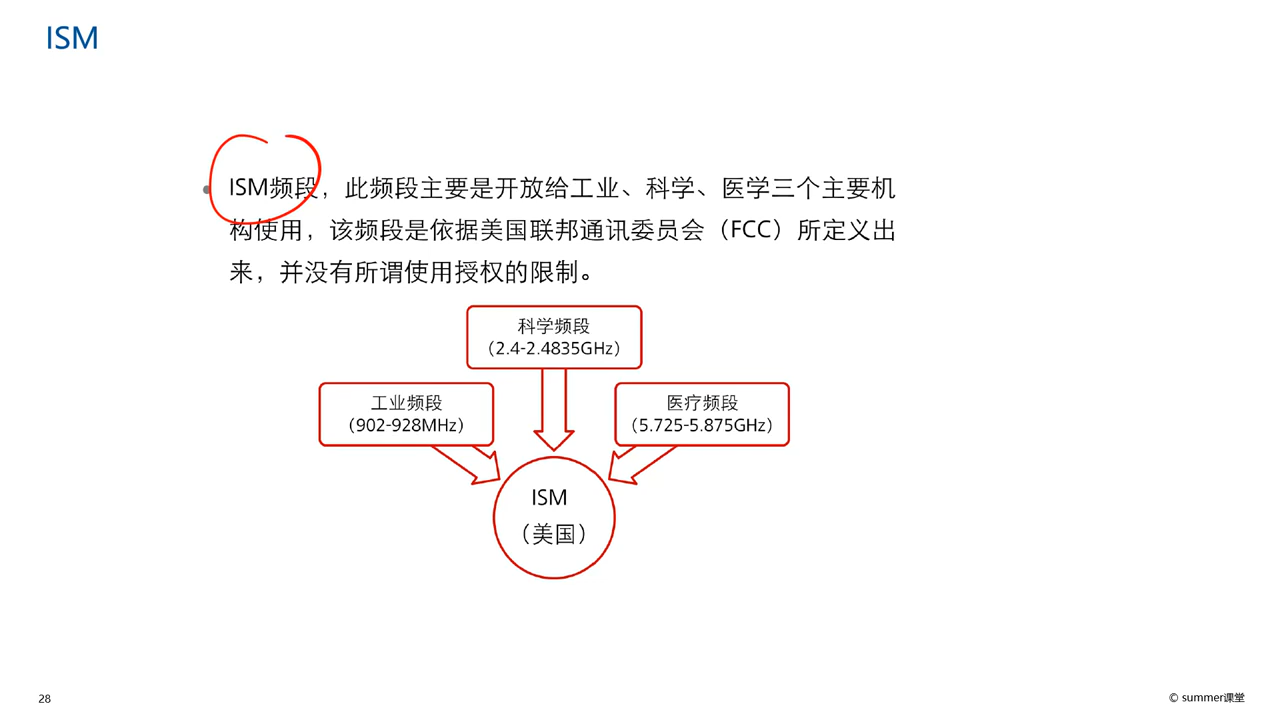 ISM
ISM频段，此频段主要是开放给工业、科学、医学三个主要机
构使用，该频段是依据美国联邦通讯委员会（FCC）所定义出
来，并没有所谓使用授权的限制。
科学频段
（2.4-2.4835GHz）
工业频段
（902-928MHz）
医疗频段
（5.725-5.875GHz）
ISM
（美国）
28
© summer课堂